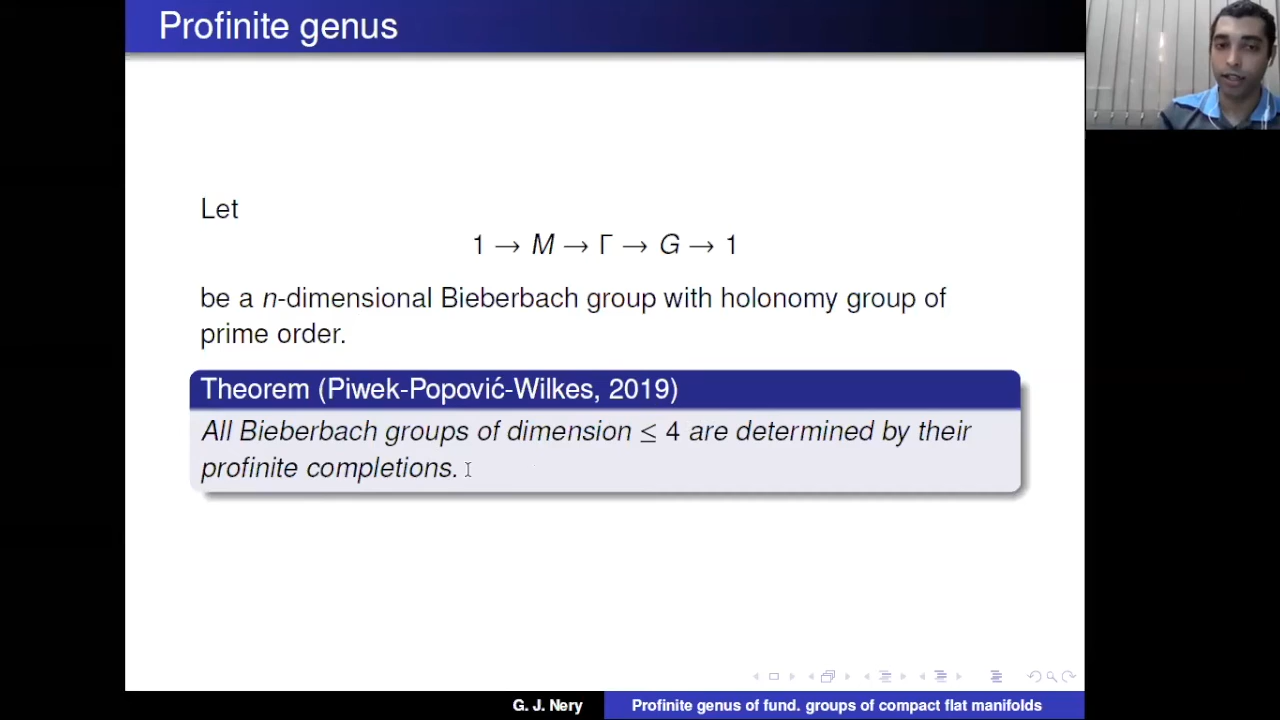 Profinite genus
Let
1 → M → Γ → G → 1
be a n-dimensional Bieberbach group with holonomy group of
prime order.
Theorem (Piwek-Popović-Wilkes, 2019)
All Bieberbach groups of dimension ≤ 4 are determined by their
profinite completions.
G. J. Nery
Profinite genus of fund. groups of compact flat manifolds